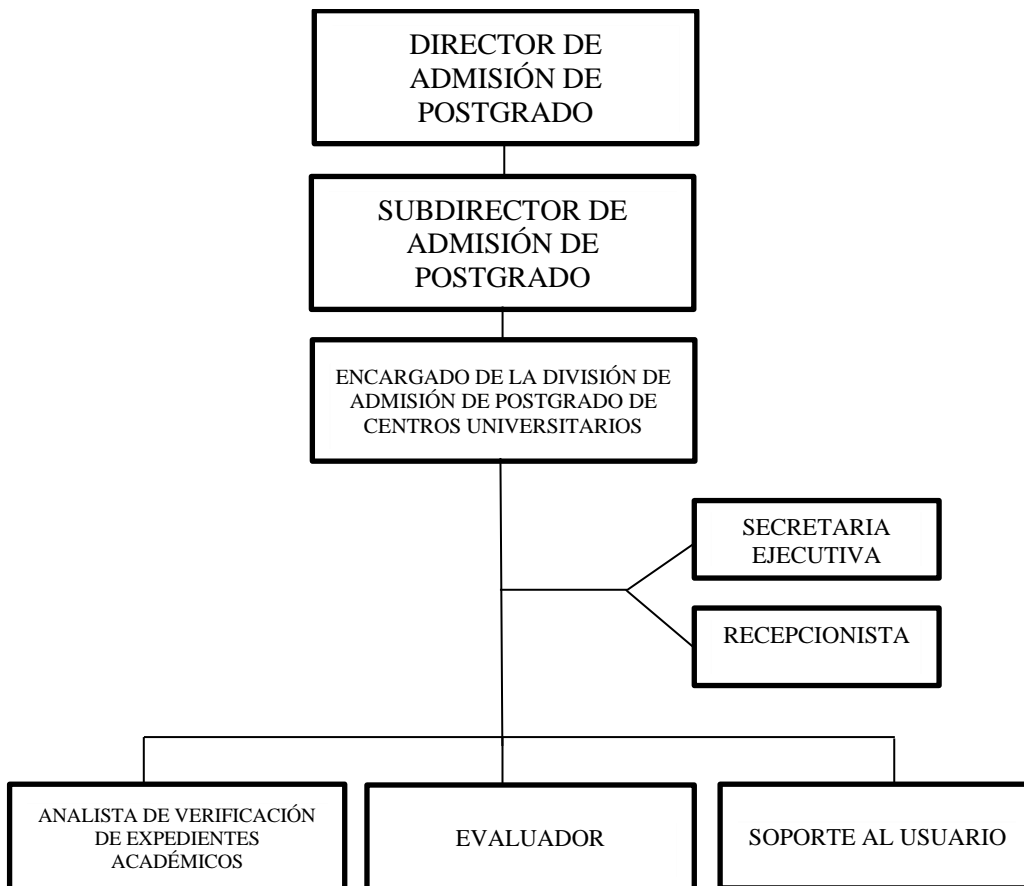 DIRECTOR DE
ADMISIÓN DE
POSTGRADO
SUBDIRECTOR DE
ADMISIÓN DE
POSTGRADO
ENCARGADO DE LA DIVISIÓN DE
ADMISIÓN DE POSTGRADO DE
CENTROS UNIVERSITARIOS
SECRETARIA
EJECUTIVA
RECEPCIONISTA
ANALISTA DE VERIFICACIÓN
DE EXPEDIENTES
ACADÉMICOS
EVALUADOR
SOPORTE AL USUARIO